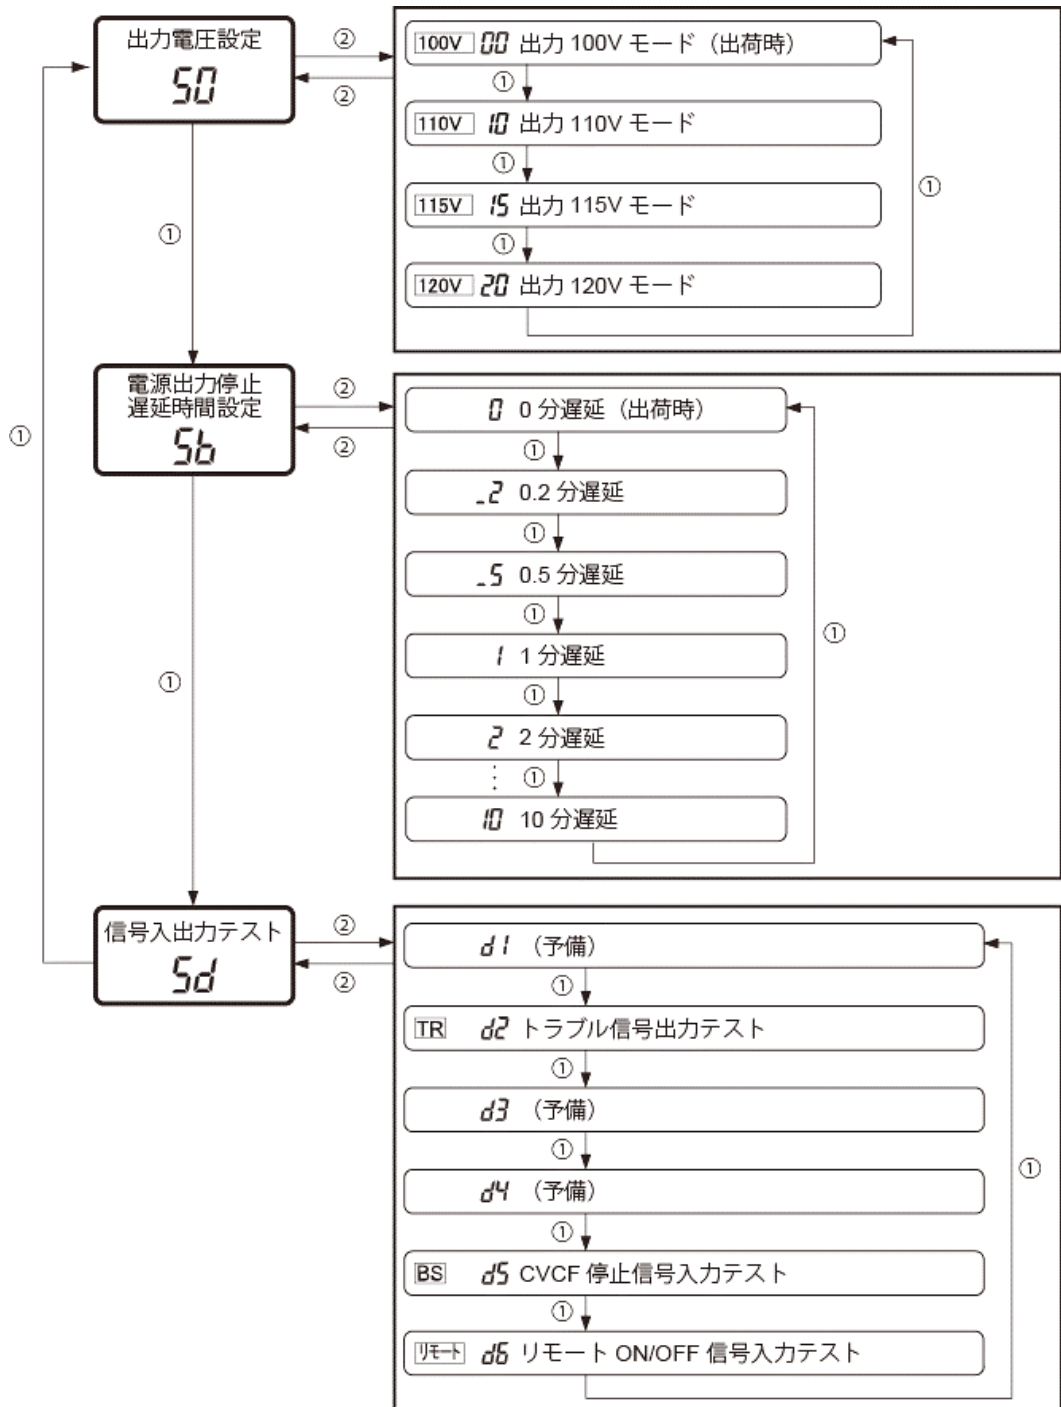 出力電圧設定
S0
②
②
100V 00 出力 100V モード（出荷時）
①
110V 10 出力 110V モード
①
115V 15 出力 115V モード
①
120V 20 出力 120V モード
①
①
電源出力停止
遅延時間設定
Sb
②
②
0 0 分遅延（出荷時）
①
_2 0.2 分遅延
①
_5 0.5 分遅延
①
1 1 分遅延
①
2 2 分遅延
⋮ ①
10 10 分遅延
①
①
①
信号入出力テスト
Sd
②
②
d1 （予備）
①
TR d2 トラブル信号出力テスト
①
d3 （予備）
①
d4 （予備）
①
BS d5 CVCF 停止信号入力テスト
①
リモート d6 リモート ON/OFF 信号入力テスト
①